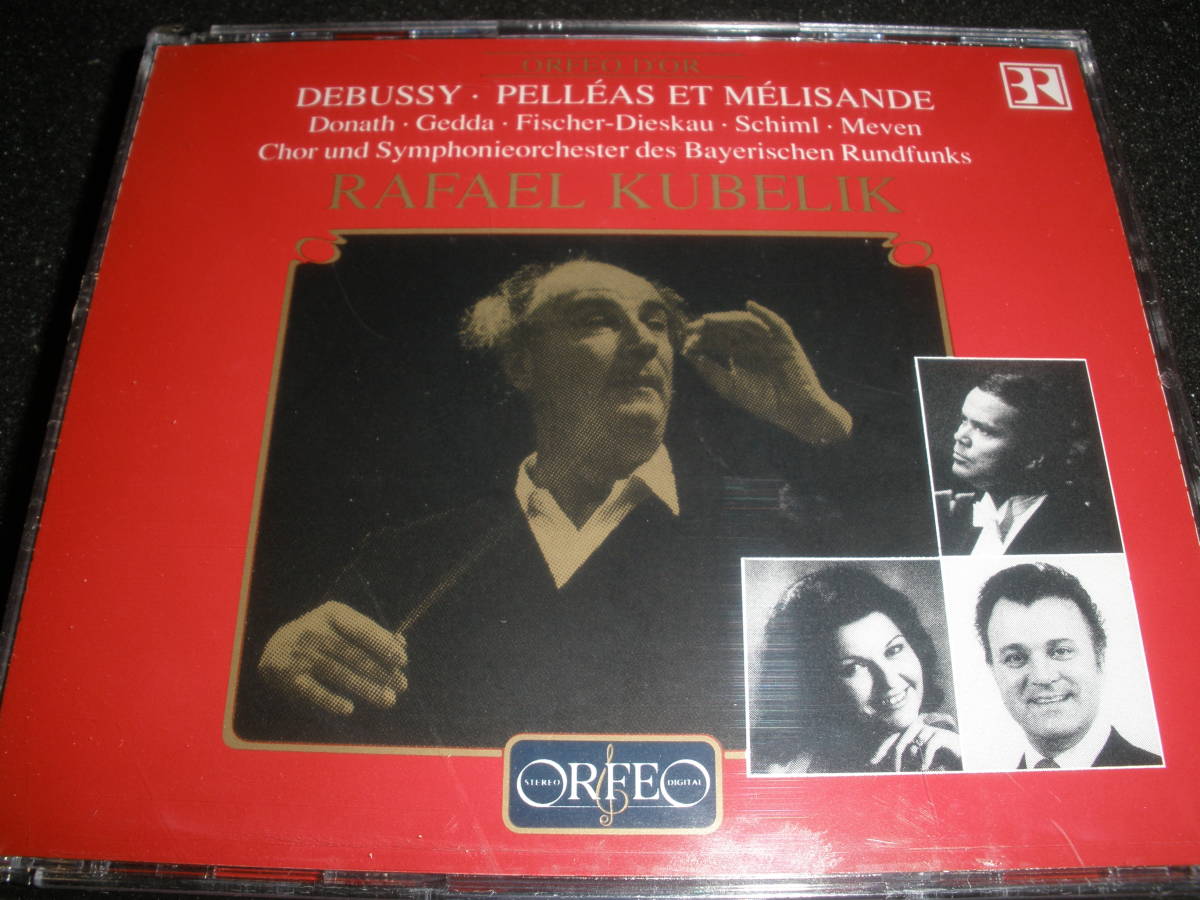 ORFEO D'OR
BR
DEBUSSY · PELLÉAS ET MÉLISANDE
Donath · Gedda · Fischer-Dieskau · Schiml · Meven
Chor und Symphonieorchester des Bayerischen Rundfunks
RAFAEL KUBELIK
STEREO ORFEO DIGITAL